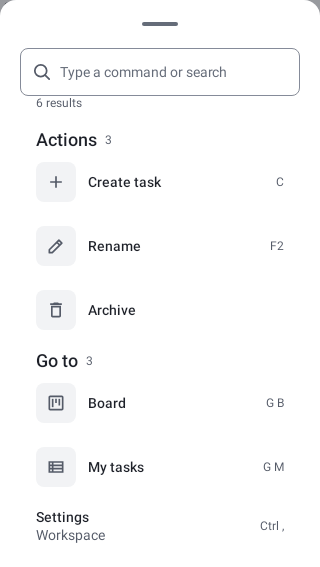 Type a command or search
6 results
Actions 3
Create task C
Rename F2
Archive
Go to 3
Board G B
My tasks G M
Settings
Workspace
Ctrl ,